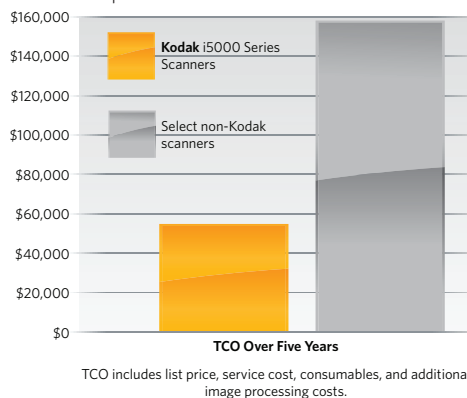 $160,000
$140,000
$120,000
$100,000
$80,000
$60,000
$40,000
$20,000
$0
Kodak i5000 Series
Scanners
Select non-Kodak
scanners
TCO Over Five Years
TCO includes list price, service cost, consumables, and additiona
image processing costs.